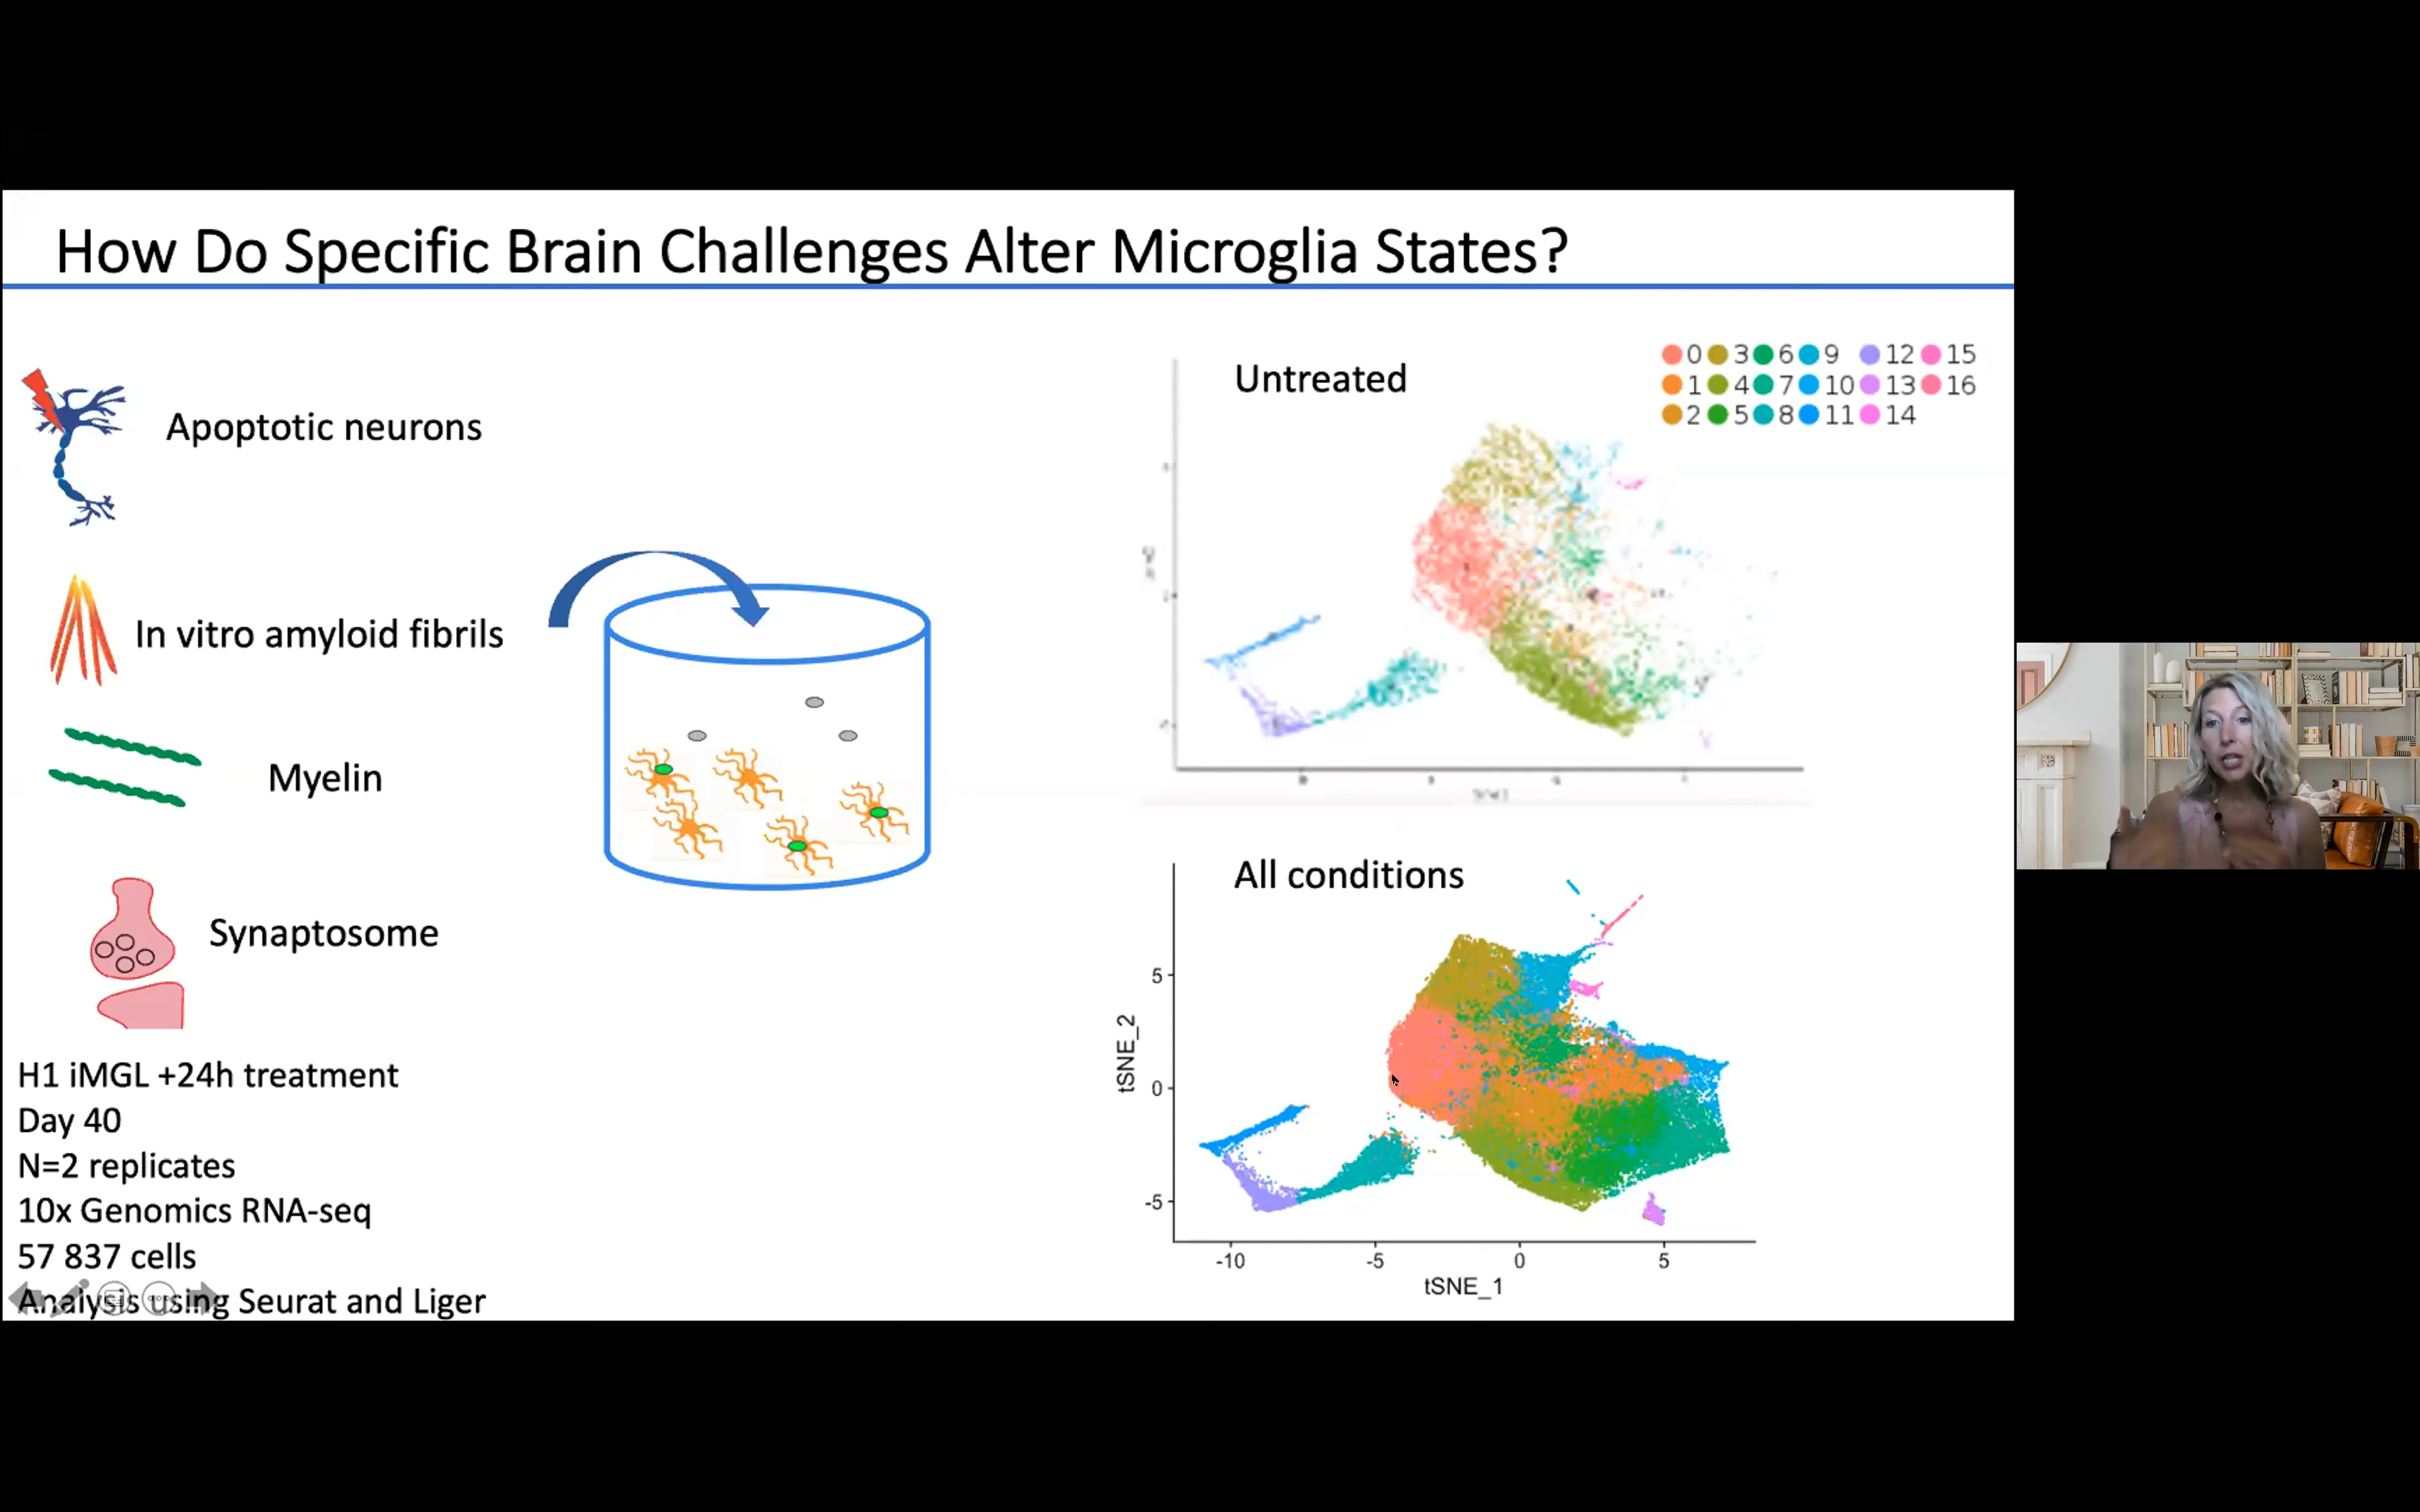 How Do Specific Brain Challenges Alter Microglia States?
Apoptotic neurons
In vitro amyloid fibrils
Myelin
Synaptosome
H1 iMGL +24h treatment
Day 40
N=2 replicates
10x Genomics RNA-seq
57 837 cells
Analysis using Seurat and Liger
Untreated
0 3 6 9 12 15
1 4 7 10 13 16
2 5 8 11 14
All conditions
tSNE_2
5
0
-5
-10 -5 0 5
tSNE_1